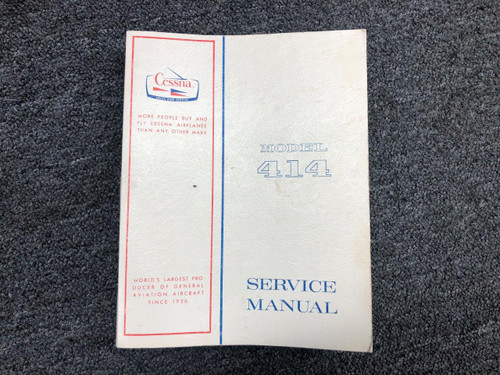 Cessna
MORE PEOPLE BUY AND
FLY CESSNA AIRPLANES
THAN ANY OTHER MAKE
WORLD'S LARGEST PRO-
DUCER OF GENERAL
AVIATION AIRCRAFT
SINCE 1956
MODEL
414
SERVICE
MANUAL